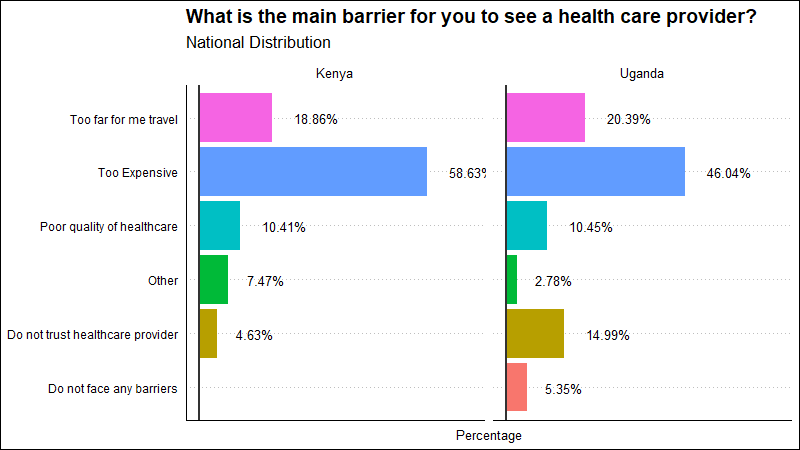 What is the main barrier for you to see a health care provider?
National Distribution
Kenya
Uganda
Too far for me travel
18.86%
20.39%
Too Expensive
58.63%
46.04%
Poor quality of healthcare
10.41%
10.45%
Other
7.47%
2.78%
Do not trust healthcare provider
4.63%
14.99%
Do not face any barriers
5.35%
Percentage